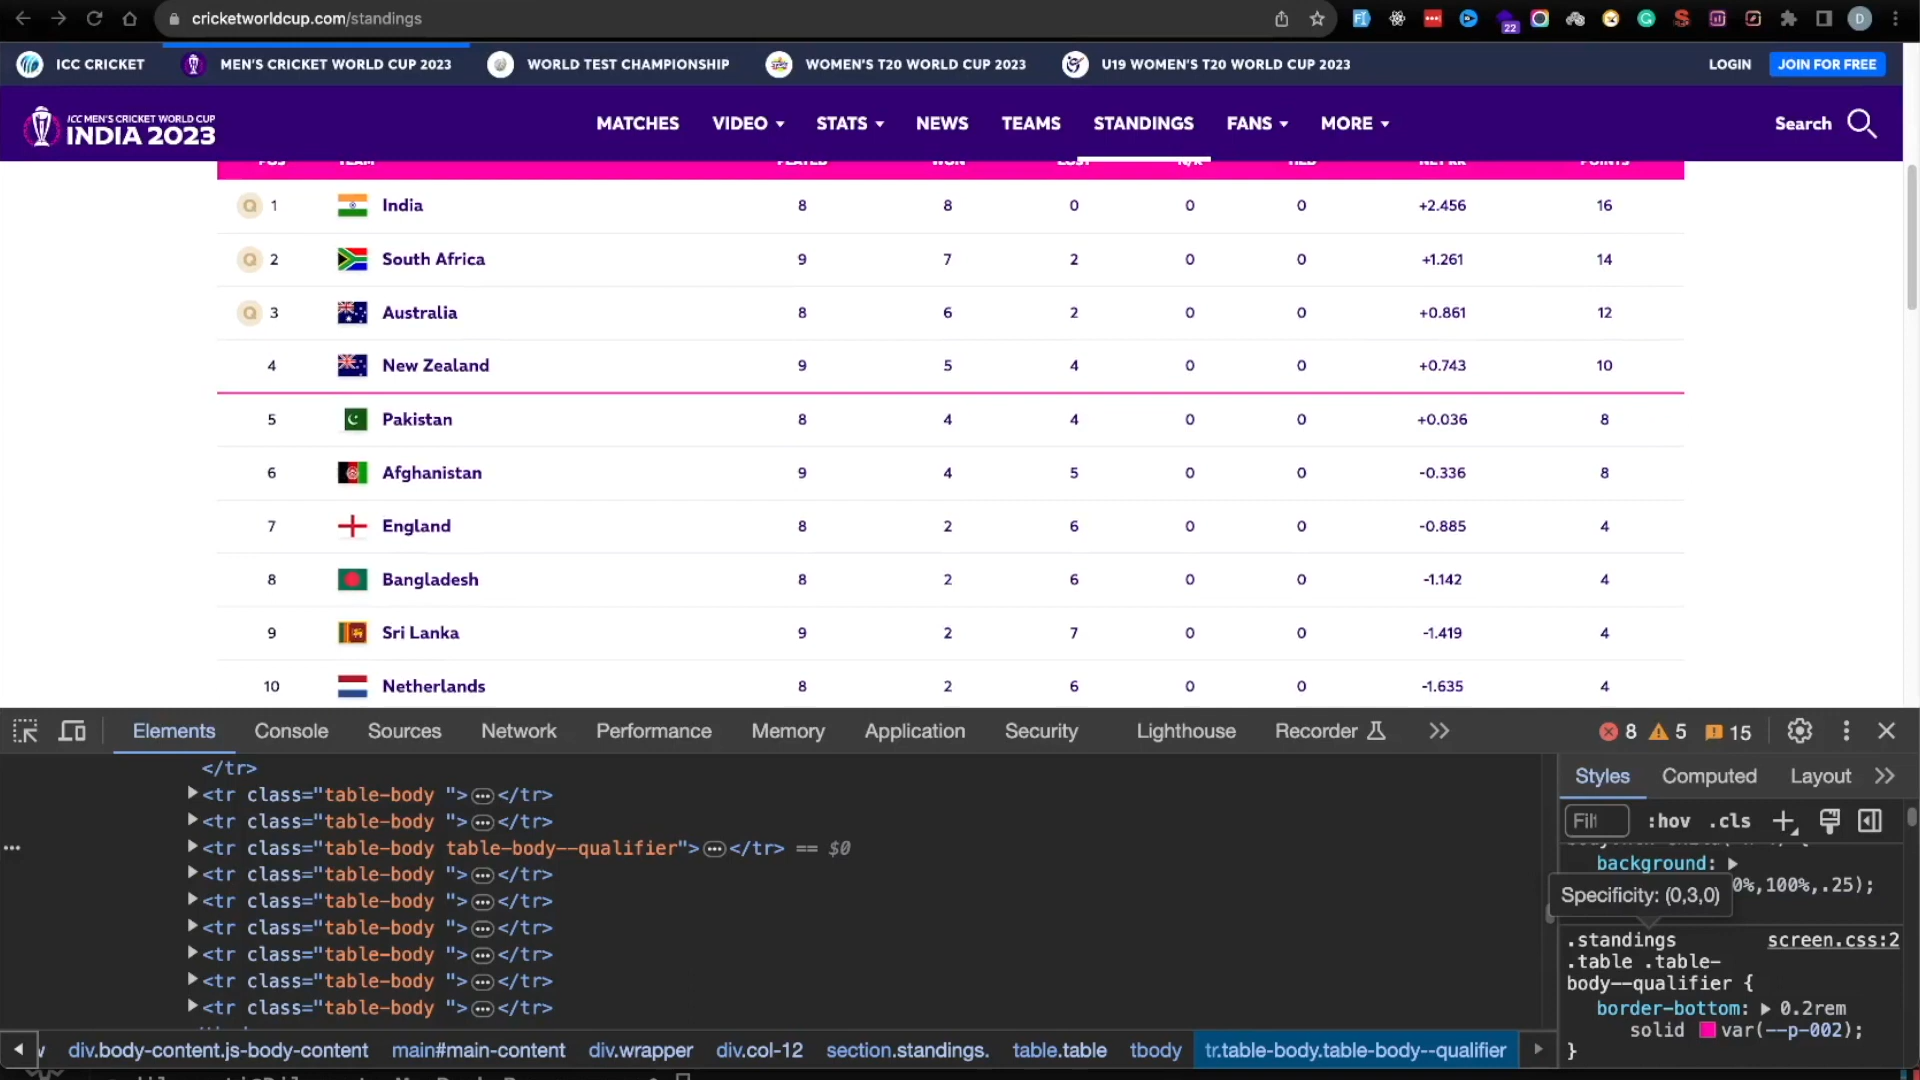 cricketworldcup.com/standings
22
D
ICC CRICKET
MEN'S CRICKET WORLD CUP 2023
WORLD TEST CHAMPIONSHIP
WOMEN'S T20 WORLD CUP 2023
U19 WOMEN'S T20 WORLD CUP 2023
LOGIN
JOIN FOR FREE
ICC MEN'S CRICKET WORLD CUP
INDIA 2023
MATCHES VIDEO STATS NEWS TEAMS STANDINGS FANS MORE
Search
POS TEAM PLAYED WON LOST N/R TIED NET RR POINTS
Q 1 India 8 8 0 0 0 +2.456 16
Q 2 South Africa 9 7 2 0 0 +1.261 14
Q 3 Australia 8 6 2 0 0 +0.861 12
4 New Zealand 9 5 4 0 0 +0.743 10
5 Pakistan 8 4 4 0 0 +0.036 8
6 Afghanistan 9 4 5 0 0 -0.336 8
7 England 8 2 6 0 0 -0.885 4
8 Bangladesh 8 2 6 0 0 -1.142 4
9 Sri Lanka 9 2 7 0 0 -1.419 4
10 Netherlands 8 2 6 0 0 -1.635 4
Elements Console Sources Network Performance Memory Application Security Lighthouse Recorder
8 5 15
</tr>
<tr class="table-body ">…</tr>
<tr class="table-body ">…</tr>
<tr class="table-body table-body--qualifier">…</tr> == $0
<tr class="table-body ">…</tr>
<tr class="table-body ">…</tr>
<tr class="table-body ">…</tr>
<tr class="table-body ">…</tr>
<tr class="table-body ">…</tr>
<tr class="table-body ">…</tr>
Styles Computed Layout
Filt :hov .cls
background:
0%,100%,.25);
Specificity: (0,3,0)
.standings screen.css:2
.table .table-
body--qualifier {
border-bottom: 0.2rem
solid var(--p-002);
}
div.body-content.js-body-content main#main-content div.wrapper div.col-12 section.standings. table.table tbody tr.table-body.table-body--qualifier